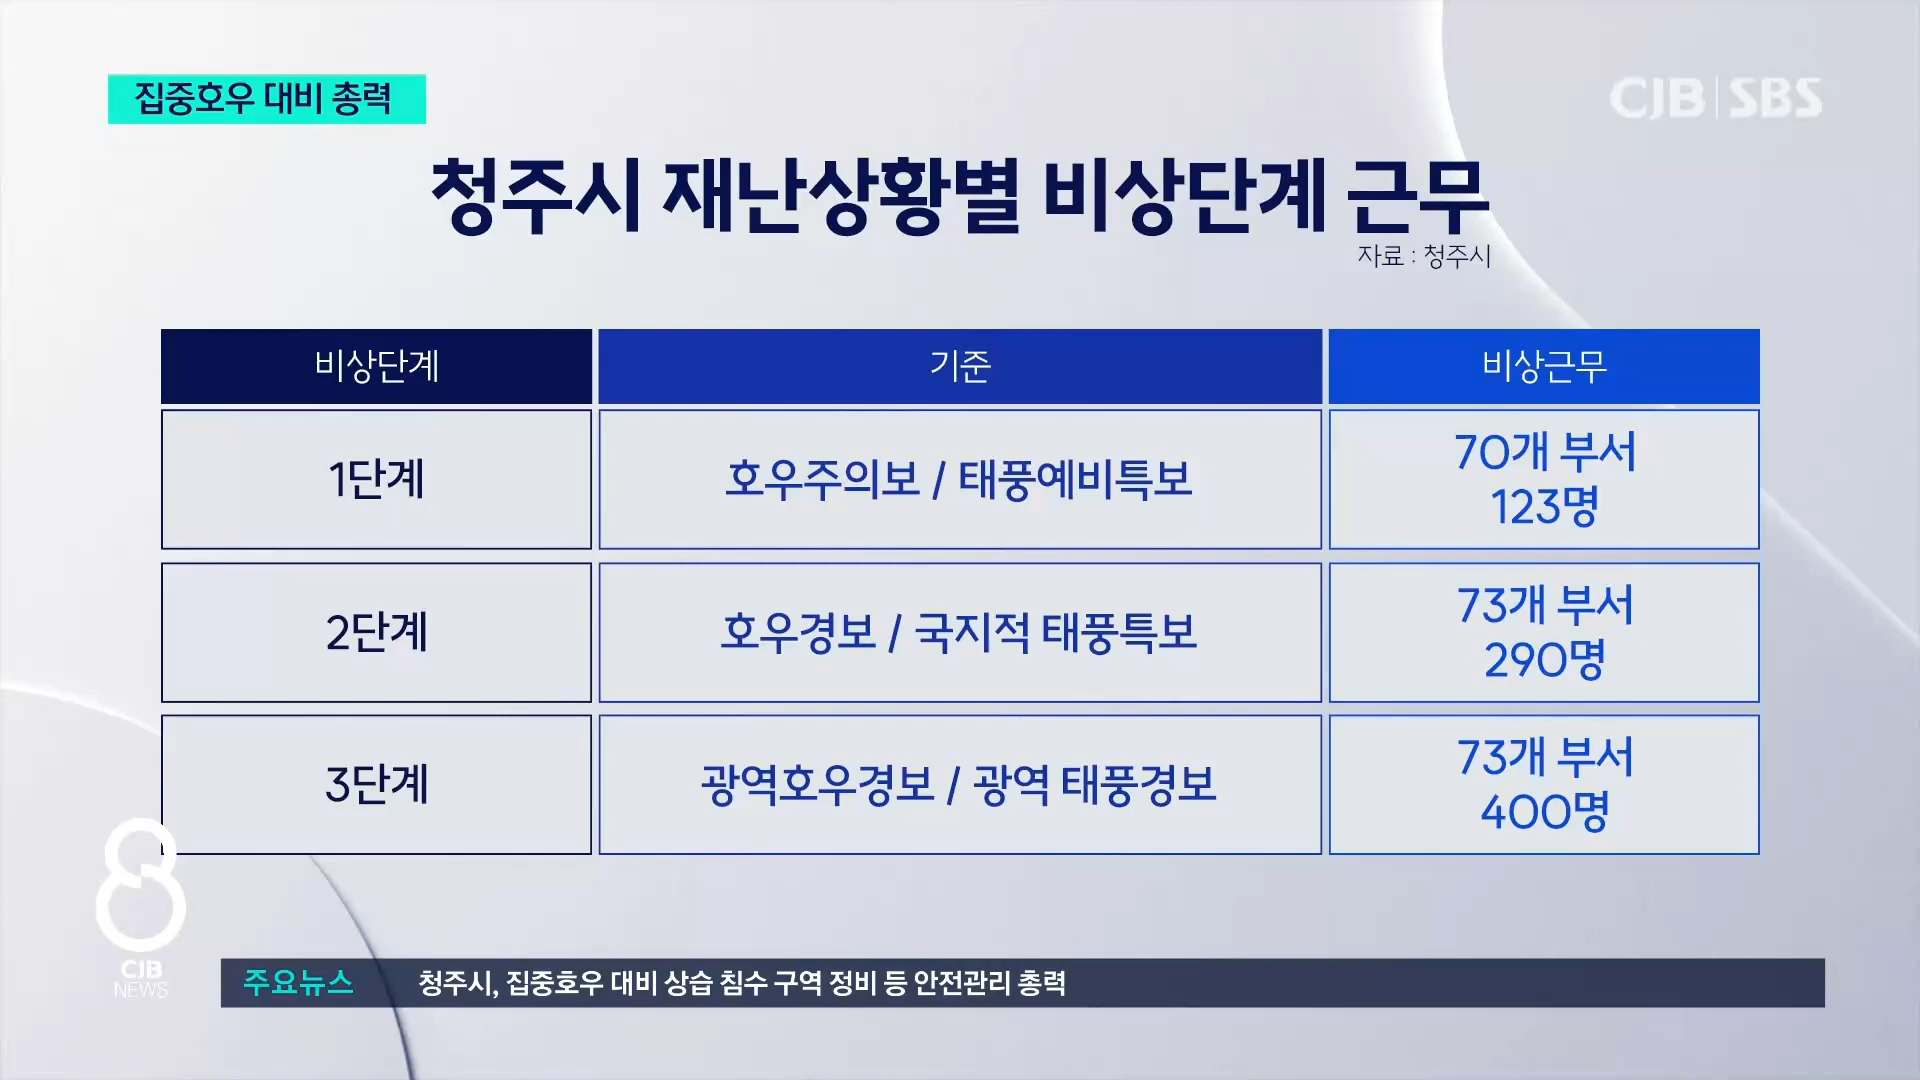 집중호우 대비 총력
CJB SBS
청주시 재난상황별 비상단계 근무
자료 : 청주시
비상단계
기준
비상근무
1단계
호우주의보 / 태풍예비특보
70개 부서
123명
2단계
호우경보 / 국지적 태풍특보
73개 부서
290명
3단계
광역호우경보 / 광역 태풍경보
73개 부서
400명
8
CJB
NEWS
주요뉴스
청주시, 집중호우 대비 상습 침수 구역 정비 등 안전관리 총력